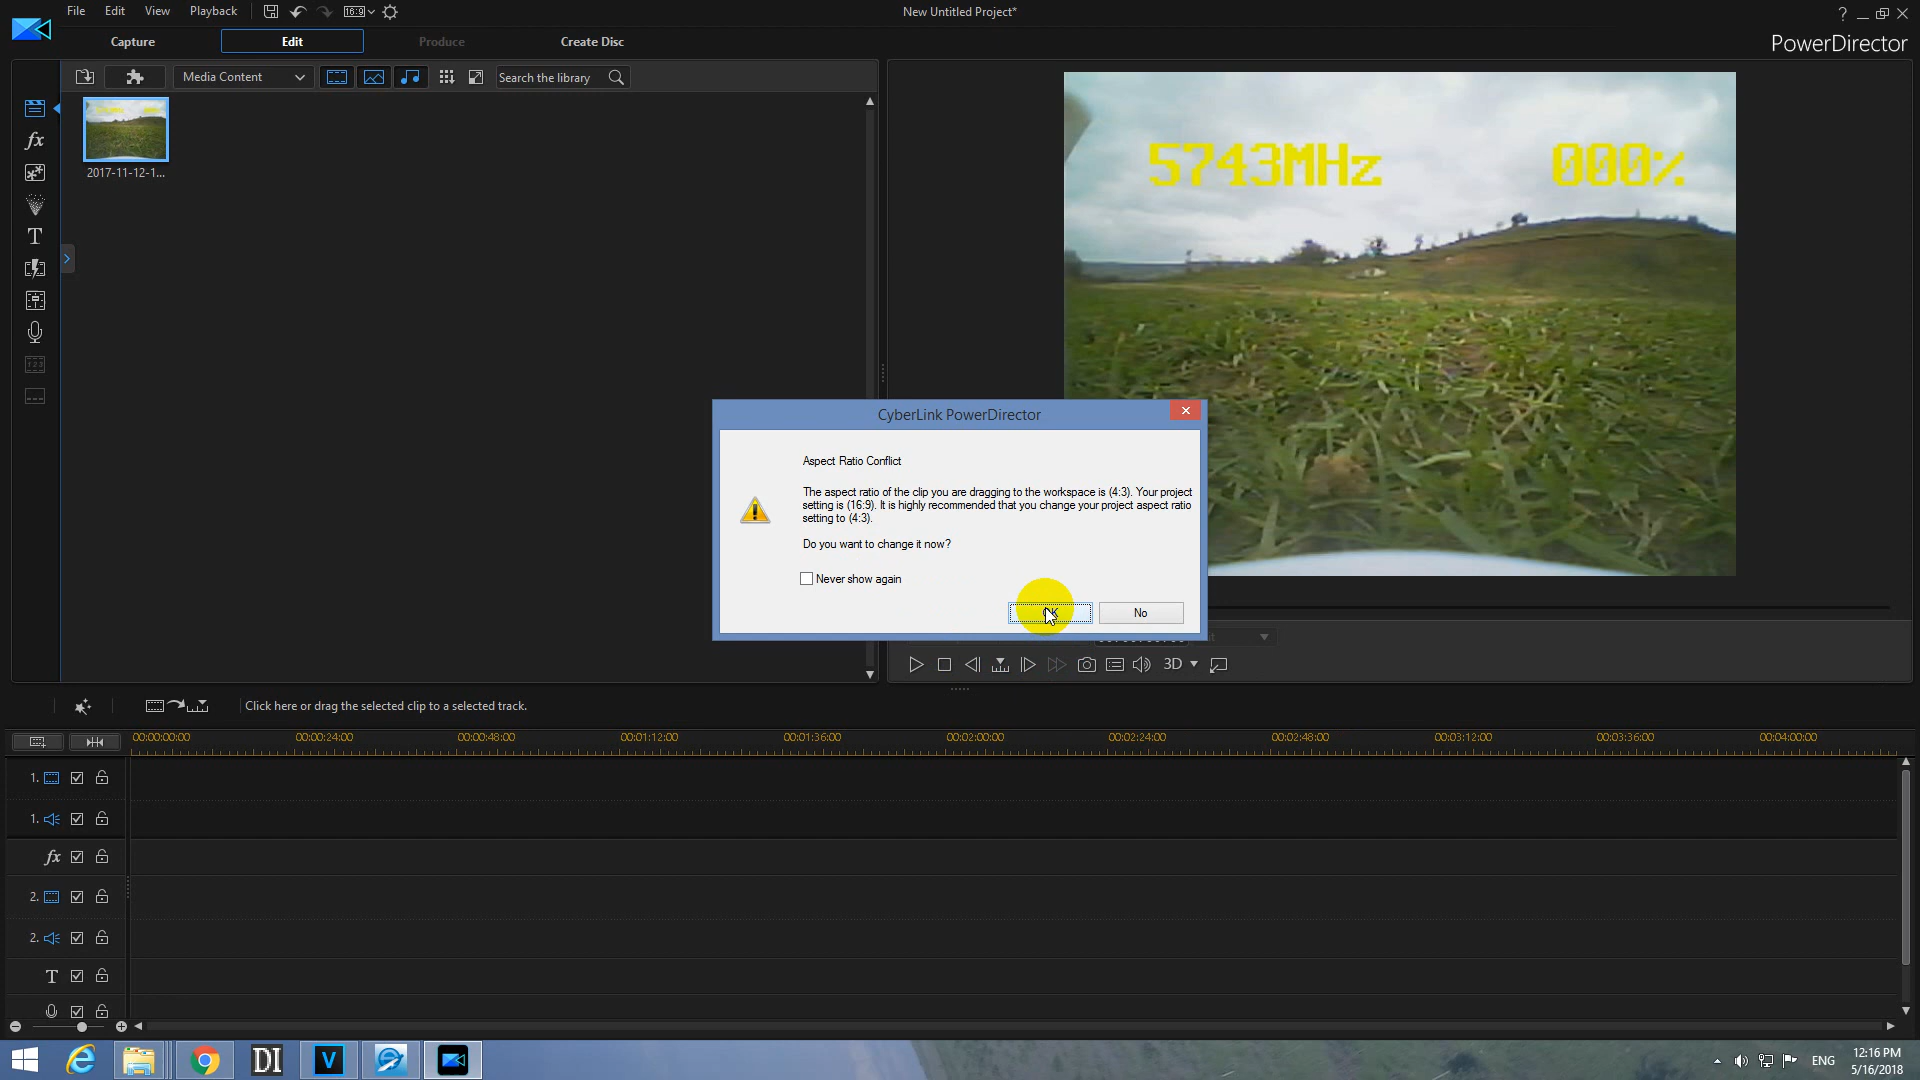 File Edit View Playback 16:9 New Untitled Project* ?
Capture Edit Produce Create Disc PowerDirector
Media Content Search the library
2017-11-12-1...
5743MHz 000%
CyberLink PowerDirector
Aspect Ratio Conflict
The aspect ratio of the clip you are dragging to the workspace is (4:3). Your project
setting is (16:9). It is highly recommended that you change your project aspect ratio
setting to (4:3).
Do you want to change it now?
Never show again
OK No
3D
Click here or drag the selected clip to a selected track.
00:00:00:00 00:00:24:00 00:00:48:00 00:01:12:00 00:01:36:00 00:02:00:00 00:02:24:00 00:02:48:00 00:03:12:00 00:03:36:00 00:04:00:00
1.
1.
fx
2.
2.
T
ENG 12:16 PM
5/16/2018